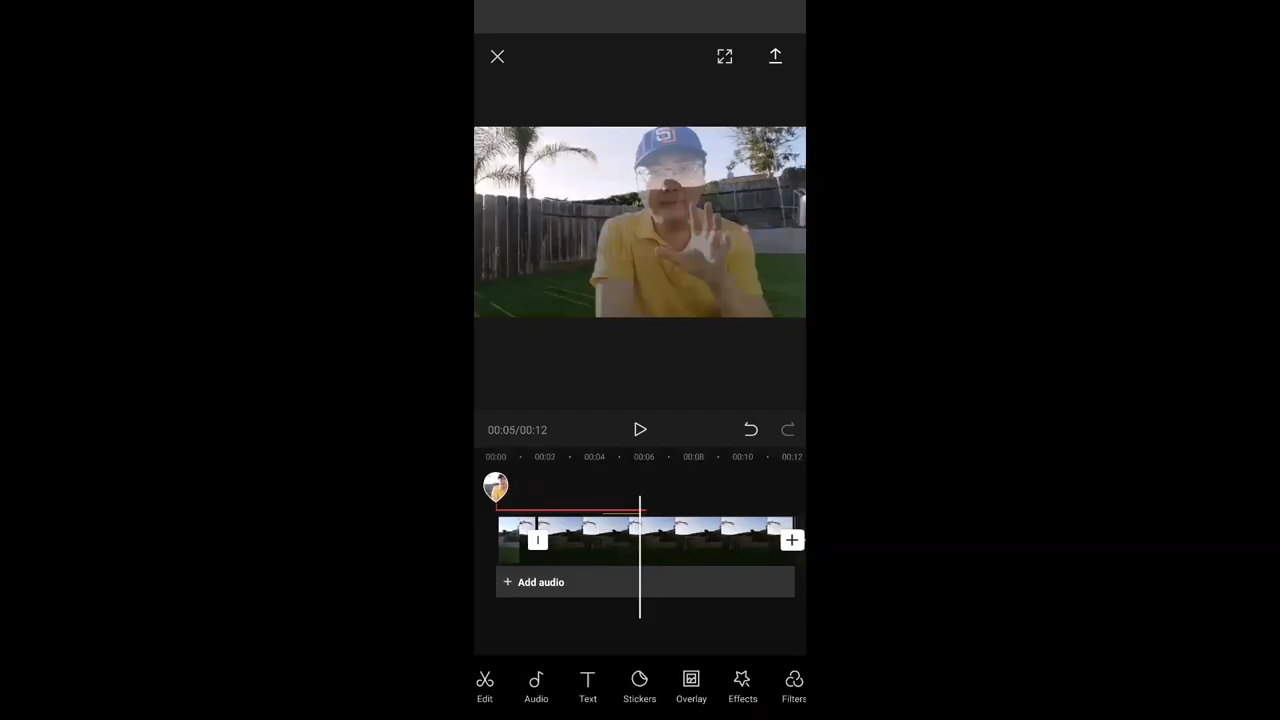 00:05/00:12
00:00 00:02 00:04 00:06 00:08 00:10 00:12
+ Add audio
Edit Audio Text Stickers Overlay Effects Filters